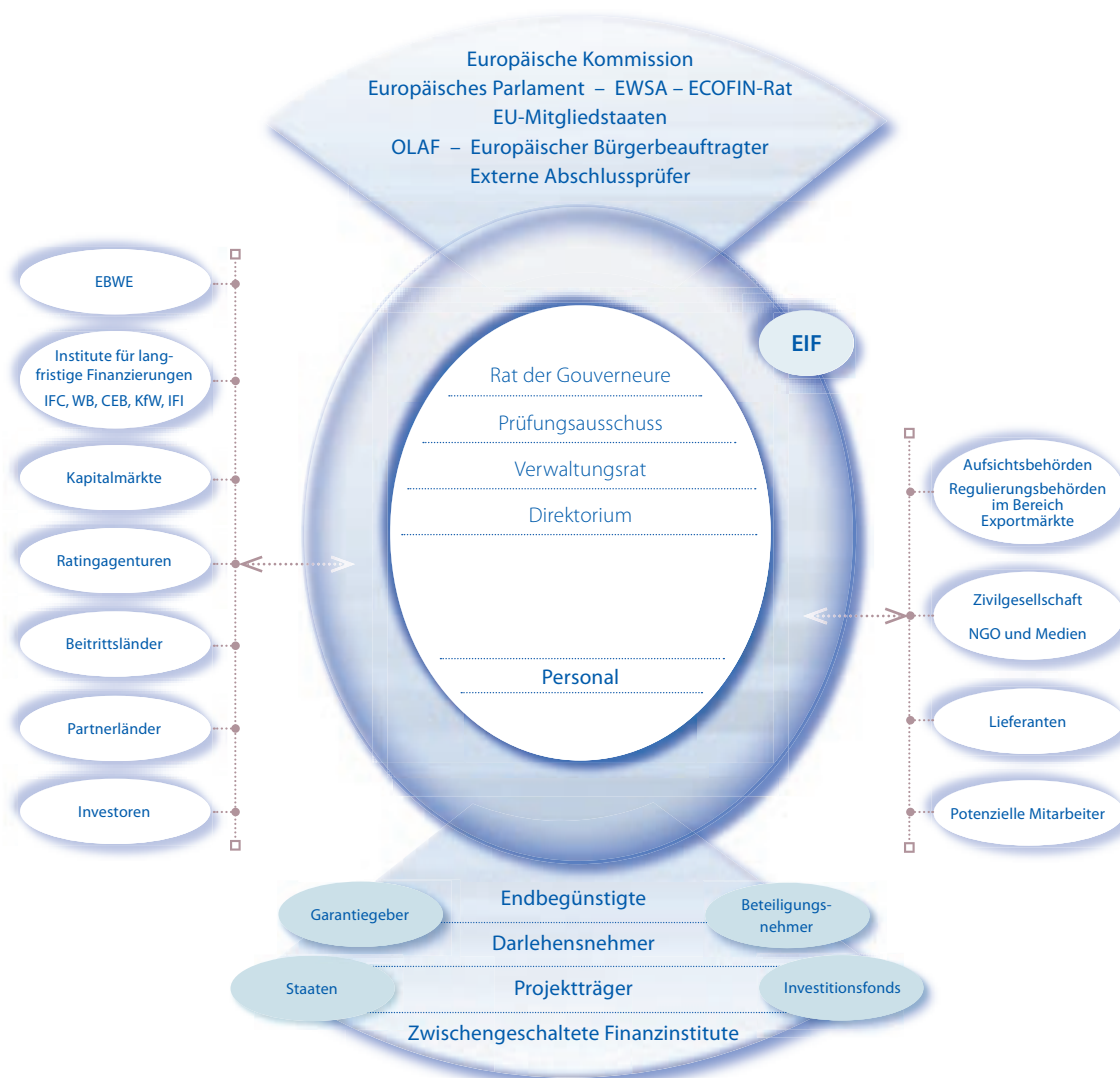 Europäische Kommission
Europäisches Parlament – EWSA – ECOFIN-Rat
EU-Mitgliedstaaten
OLAF – Europäischer Bürgerbeauftragter
Externe Abschlussprüfer
EBWE
Institute für lang-
fristige Finanzierungen
IFC, WB, CEB, KfW, IFI
Kapitalmärkte
Ratingagenturen
Beitrittsländer
Partnerländer
Investoren
EIF
Rat der Gouverneure
Prüfungsausschuss
Verwaltungsrat
Direktorium
Personal
Aufsichtsbehörden
Regulierungsbehörden
im Bereich
Exportmärkte
Zivilgesellschaft
NGO und Medien
Lieferanten
Potenzielle Mitarbeiter
Garantiegeber
Staaten
Endbegünstigte
Darlehensnehmer
Projektträger
Zwischengeschaltete Finanzinstitute
Beteiligungs-
nehmer
Investitionsfonds